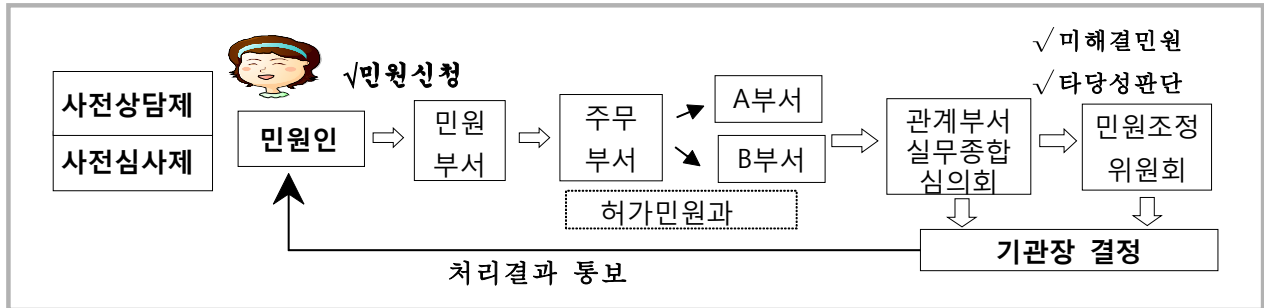 √미해결민원
√민원신청
√타당성판단
사전상담제
사전심사제
민원인
민원
부서
주무
부서
A부서
B부서
관계부서
실무종합
심의회
민원조정
위원회
허가민원과
기관장 결정
처리결과 통보